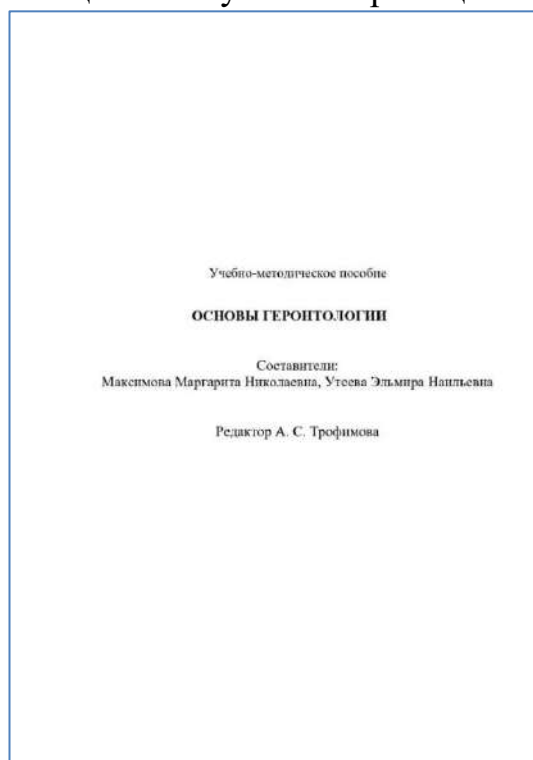 Учебно-методическое пособие
ОСНОВЫ ГЕРОНТОЛОГИИ
Составители:
Максимова Маргарита Николаевна, Утеева Эльмира Наильевна
Редактор А. С. Трофимова